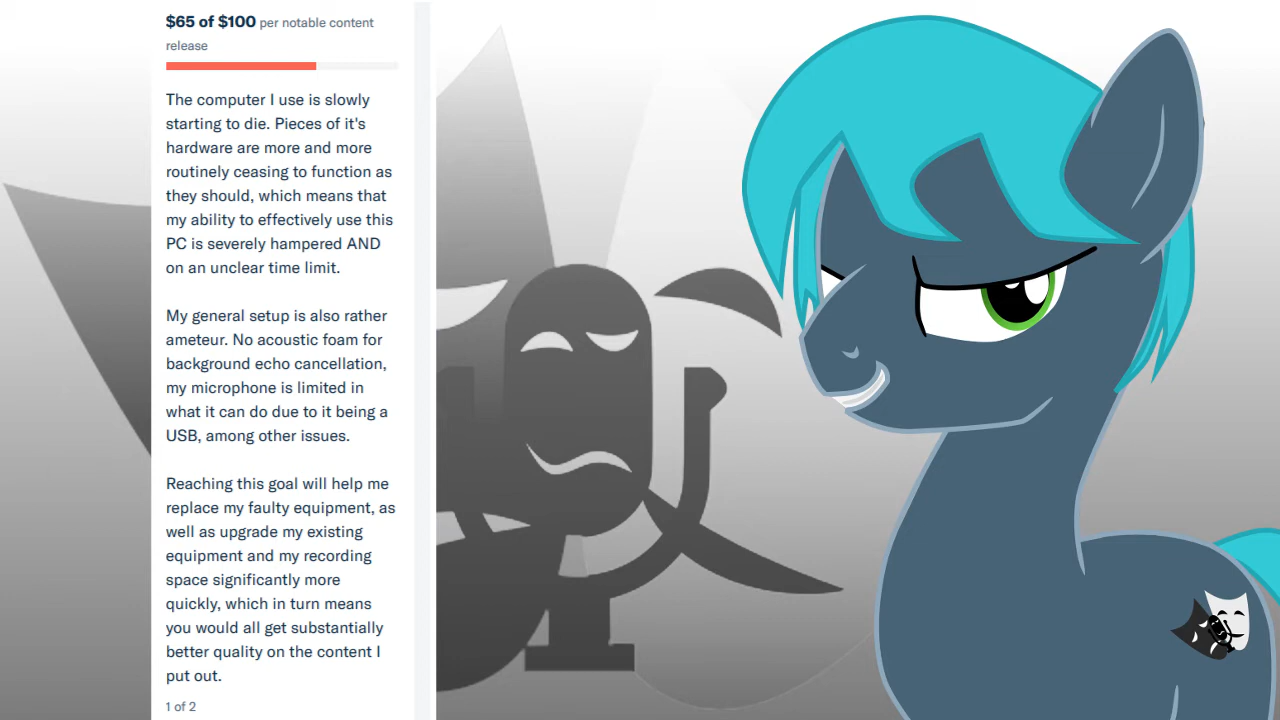 $65 of $100 per notable content
release
The computer I use is slowly
starting to die. Pieces of it's
hardware are more and more
routinely ceasing to function as
they should, which means that
my ability to effectively use this
PC is severely hampered AND
on an unclear time limit.
My general setup is also rather
ameteur. No acoustic foam for
background echo cancellation,
my microphone is limited in
what it can do due to it being a
USB, among other issues.
Reaching this goal will help me
replace my faulty equipment, as
well as upgrade my existing
equipment and my recording
space significantly more
quickly, which in turn means
you would all get substantially
better quality on the content I
put out.
1 of 2